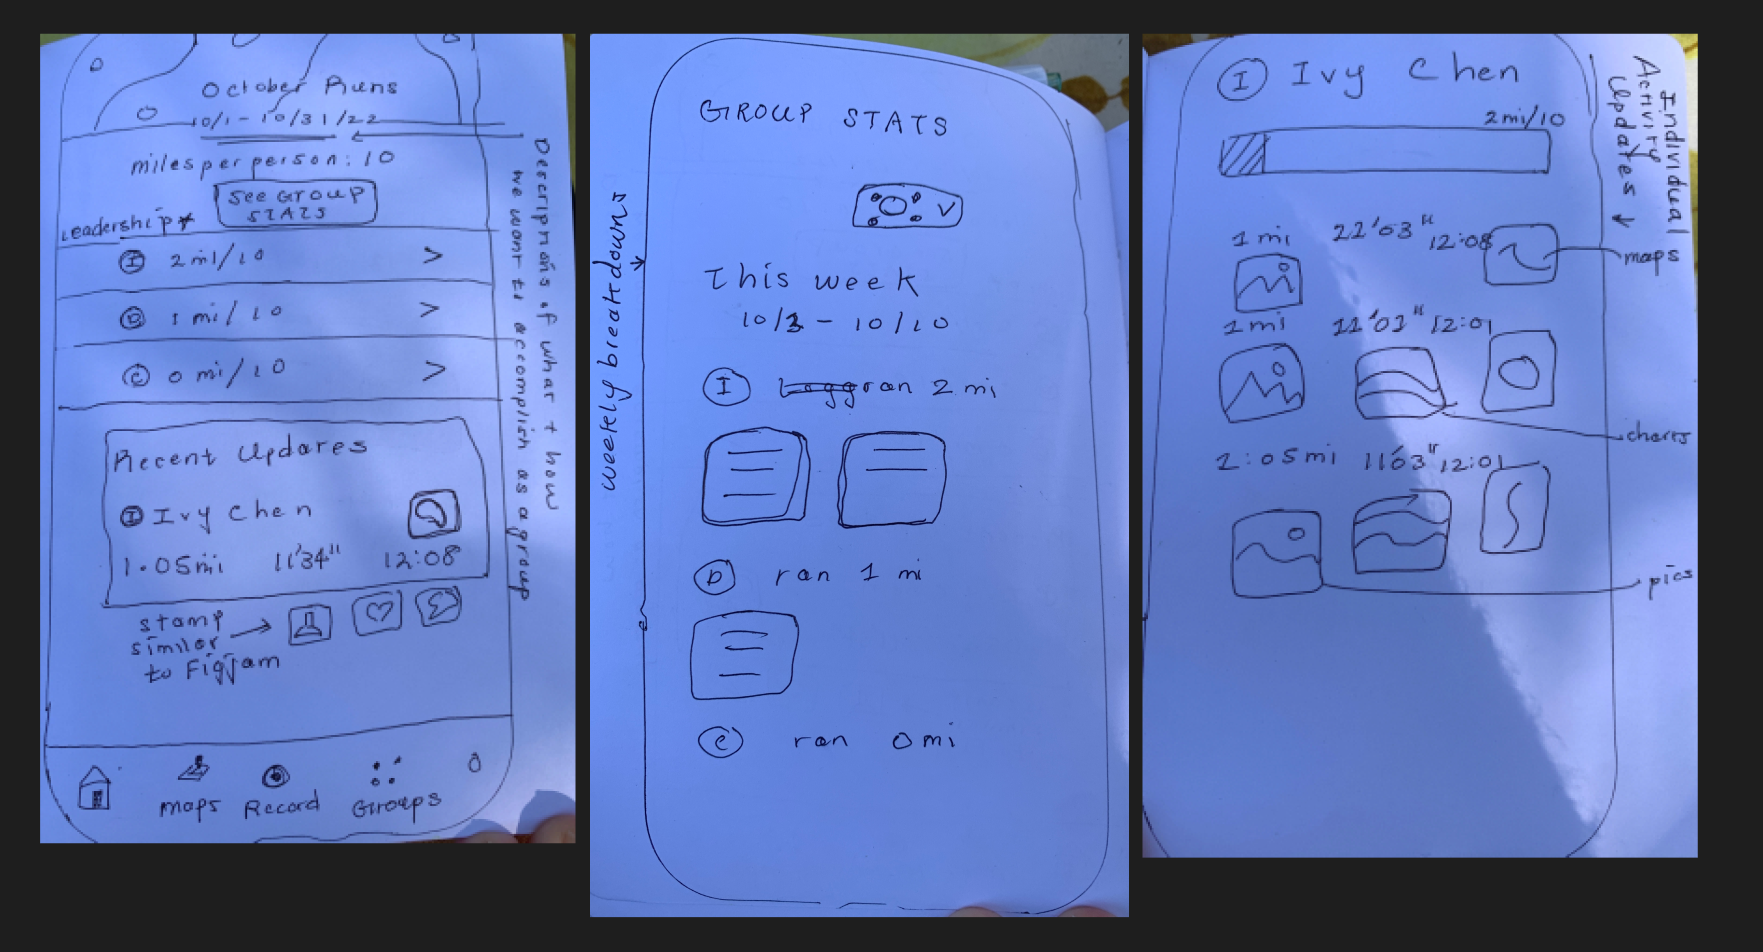 October Runs
10/1 - 10/31/22
miles per person: 10
See GROUP
STATS
Leadership
I 2 mi/10 >
D 1 mi/10 >
C 0 mi/10 >
Recent Updares
I Ivy Chen
1.05mi 11'34" 12:08
stamp
similar
to Figjam
maps Record Groups
Descriptions of what + how
we want to accomplish as a group
weekly breakdowns
GROUP STATS
This week
10/3 - 10/10
I ran 2 mi
D ran 1 mi
C ran 0 mi
I Ivy Chen
2mi/10
1 mi 22'03" 12:08
maps
1 mi 11'02" 12:01
charts
2:05mi 11'03" 12:01
pics
Individual
Activity
Updates